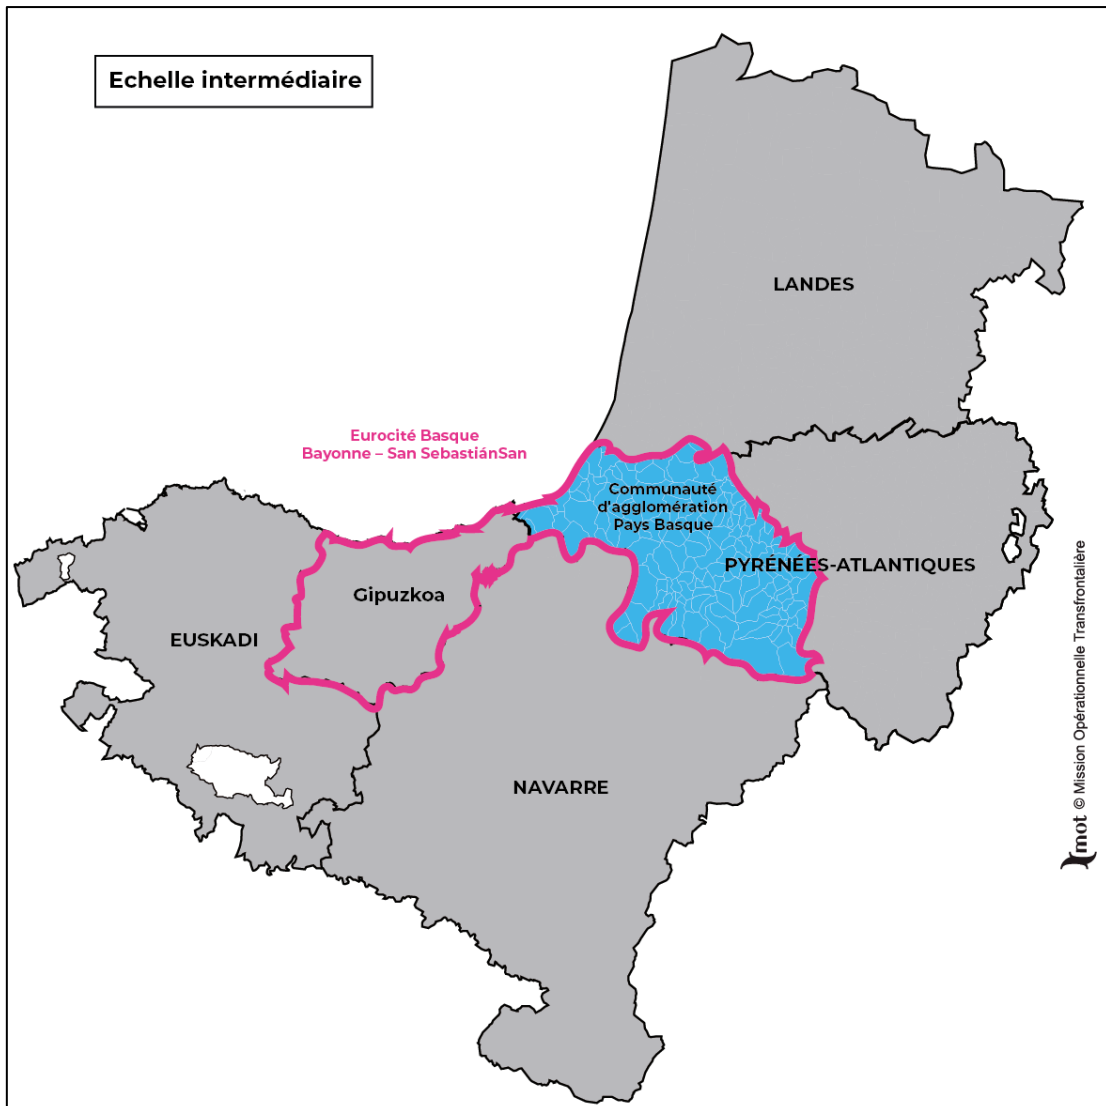 Echelle intermédiaire
LANDES
Eurocité Basque
Bayonne – San SebastiánSan
Communauté
d'agglomération
Pays Basque
PYRÉNÉES-ATLANTIQUES
Gipuzkoa
EUSKADI
NAVARRE
mot © Mission Opérationnelle Transfrontalière